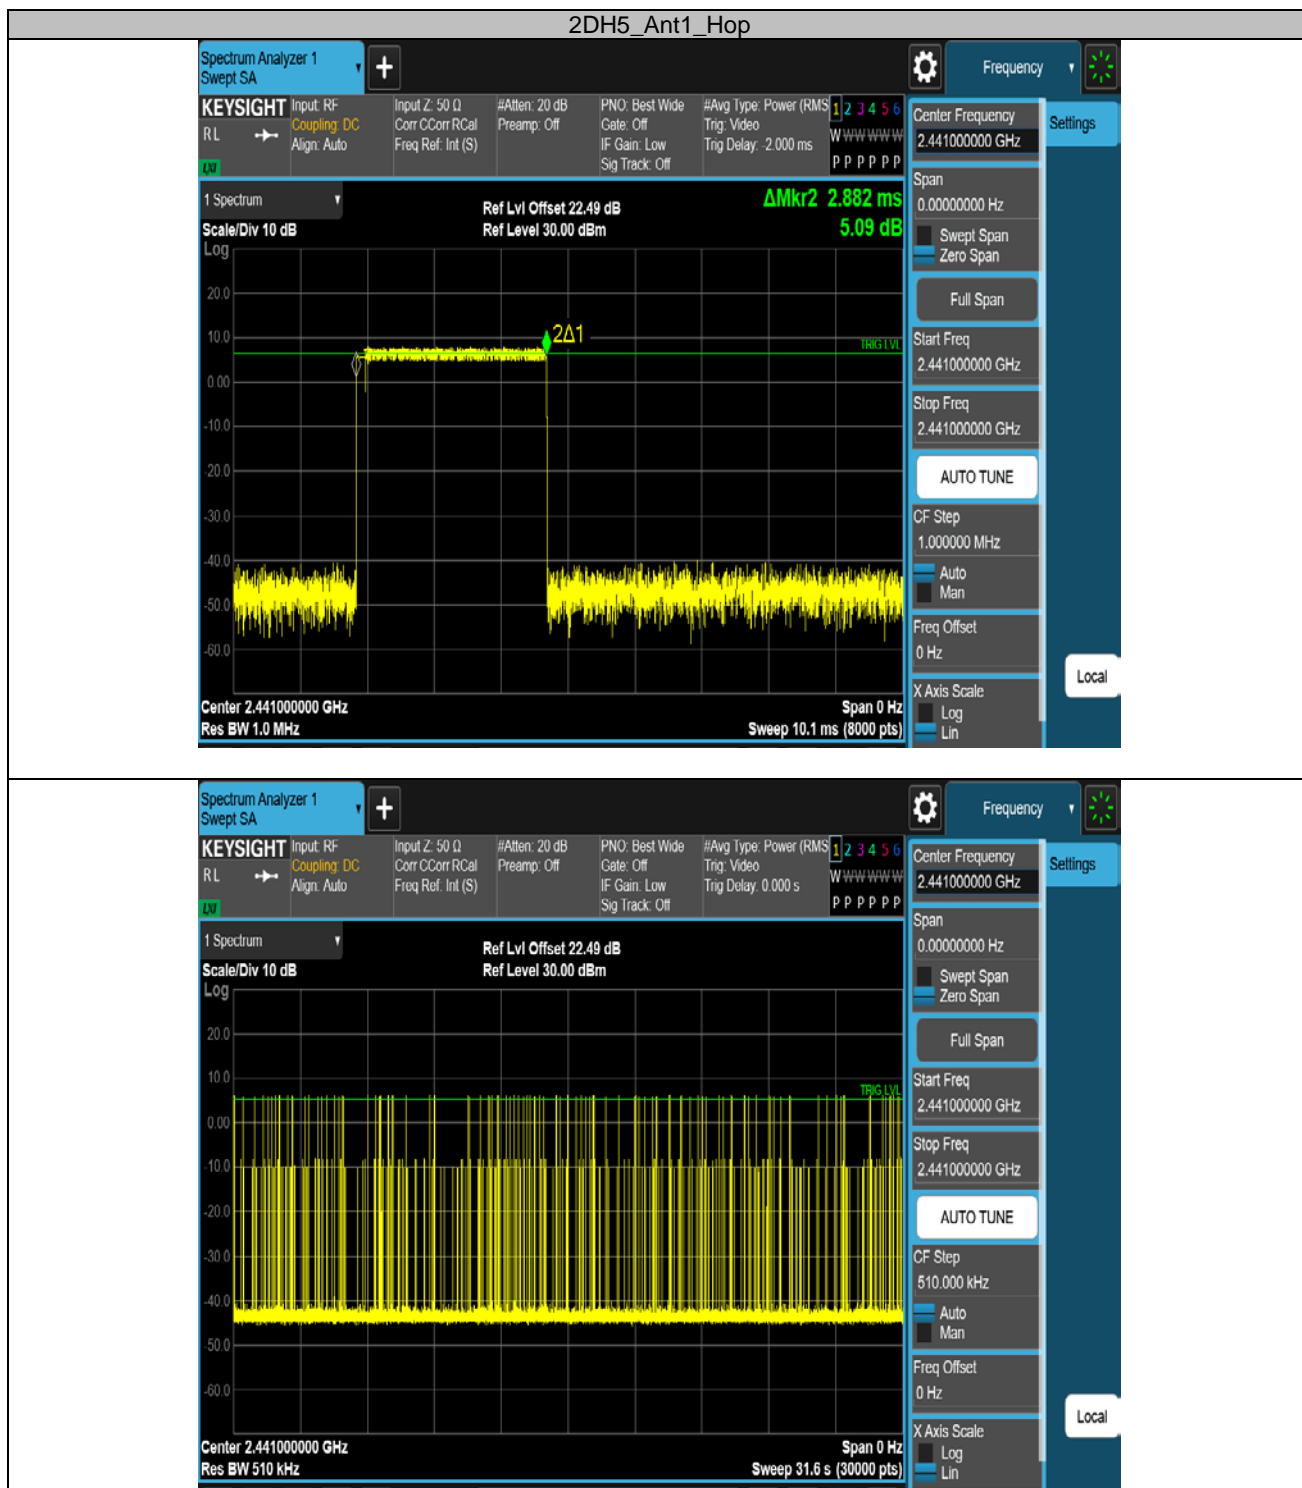 2DH5_Ant1_Hop
Spectrum Analyzer 1
Swept SA
+
Frequency
KEYSIGHT
Input: RF
Coupling: DC
Align: Auto
Input Z: 50 Ω
Corr CCorr RCal
Freq Ref: Int (S)
#Atten: 20 dB
Preamp: Off
PNO: Best Wide
Gate: Off
IF Gain: Low
Sig Track: Off
#Avg Type: Power (RMS
Trig: Video
Trig Delay: -2.000 ms
1 2 3 4 5 6
W W W W W W
P P P P P P
R L
LXI
Center Frequency
2.441000000 GHz
Settings
1 Spectrum
Scale/Div 10 dB
Log
Ref Lvl Offset 22.49 dB
Ref Level 30.00 dBm
ΔMkr2 2.882 ms
5.09 dB
20.0
10.0
0.00
-10.0
-20.0
-30.0
-40.0
-50.0
-60.0
2Δ1
TRIG LVL
Center 2.441000000 GHz
Res BW 1.0 MHz
Span 0 Hz
Sweep 10.1 ms (8000 pts)
Span
0.00000000 Hz
Swept Span
Zero Span
Full Span
Start Freq
2.441000000 GHz
Stop Freq
2.441000000 GHz
AUTO TUNE
CF Step
1.000000 MHz
Auto
Man
Freq Offset
0 Hz
X Axis Scale
Log
Lin
Local
Spectrum Analyzer 1
Swept SA
+
Frequency
KEYSIGHT
Input: RF
Coupling: DC
Align: Auto
Input Z: 50 Ω
Corr CCorr RCal
Freq Ref: Int (S)
#Atten: 20 dB
Preamp: Off
PNO: Best Wide
Gate: Off
IF Gain: Low
Sig Track: Off
#Avg Type: Power (RMS
Trig: Video
Trig Delay: 0.000 s
1 2 3 4 5 6
W W W W W W
P P P P P P
R L
LXI
Center Frequency
2.441000000 GHz
Settings
1 Spectrum
Scale/Div 10 dB
Log
Ref Lvl Offset 22.49 dB
Ref Level 30.00 dBm
20.0
10.0
0.00
-10.0
-20.0
-30.0
-40.0
-50.0
-60.0
TRIG LVL
Center 2.441000000 GHz
Res BW 510 kHz
Span 0 Hz
Sweep 31.6 s (30000 pts)
Span
0.00000000 Hz
Swept Span
Zero Span
Full Span
Start Freq
2.441000000 GHz
Stop Freq
2.441000000 GHz
AUTO TUNE
CF Step
510.000 kHz
Auto
Man
Freq Offset
0 Hz
X Axis Scale
Log
Lin
Local